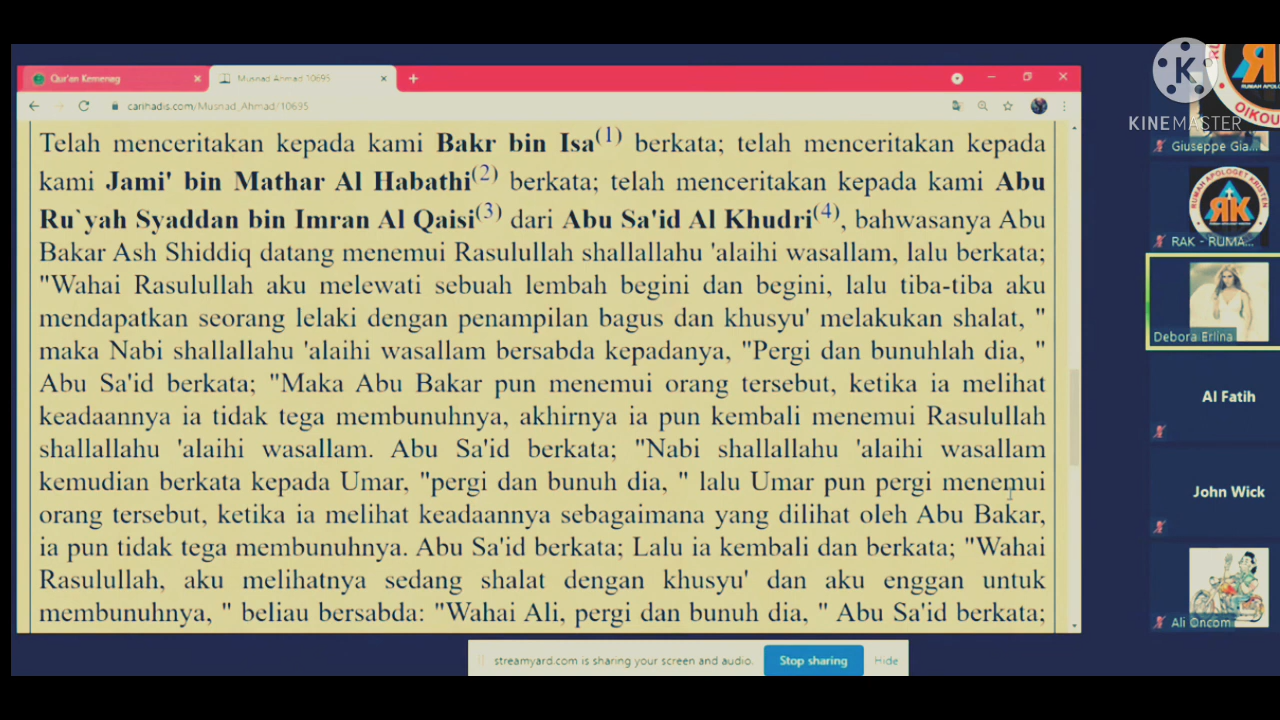 Qur'an Kemenag
Musnad Ahmad 10695
carihadis.com/Musnad_Ahmad/10695
Telah menceritakan kepada kami Bakr bin Isa(1) berkata; telah menceritakan kepada
kami Jami' bin Mathar Al Habathi(2) berkata; telah menceritakan kepada kami Abu
Ru`yah Syaddan bin Imran Al Qaisi(3) dari Abu Sa'id Al Khudri(4), bahwasanya Abu
Bakar Ash Shiddiq datang menemui Rasulullah shallallahu 'alaihi wasallam, lalu berkata;
"Wahai Rasulullah aku melewati sebuah lembah begini dan begini, lalu tiba-tiba aku
mendapatkan seorang lelaki dengan penampilan bagus dan khusyu' melakukan shalat, "
maka Nabi shallallahu 'alaihi wasallam bersabda kepadanya, "Pergi dan bunuhlah dia, "
Abu Sa'id berkata; "Maka Abu Bakar pun menemui orang tersebut, ketika ia melihat
keadaannya ia tidak tega membunuhnya, akhirnya ia pun kembali menemui Rasulullah
shallallahu 'alaihi wasallam. Abu Sa'id berkata; "Nabi shallallahu 'alaihi wasallam
kemudian berkata kepada Umar, "pergi dan bunuh dia, " lalu Umar pun pergi menemui
orang tersebut, ketika ia melihat keadaannya sebagaimana yang dilihat oleh Abu Bakar,
ia pun tidak tega membunuhnya. Abu Sa'id berkata; Lalu ia kembali dan berkata; "Wahai
Rasulullah, aku melihatnya sedang shalat dengan khusyu' dan aku enggan untuk
membunuhnya, " beliau bersabda: "Wahai Ali, pergi dan bunuh dia, " Abu Sa'id berkata;
streamyard.com is sharing your screen and audio.
Stop sharing
Hide
K
KINEMASTER
OIKOU
Giuseppe Gia...
RUMAH APOLOGET KRISTEN
RK
RAK - RUMA...
Debora Erlina
Al Fatih
John Wick
Ali Oncom